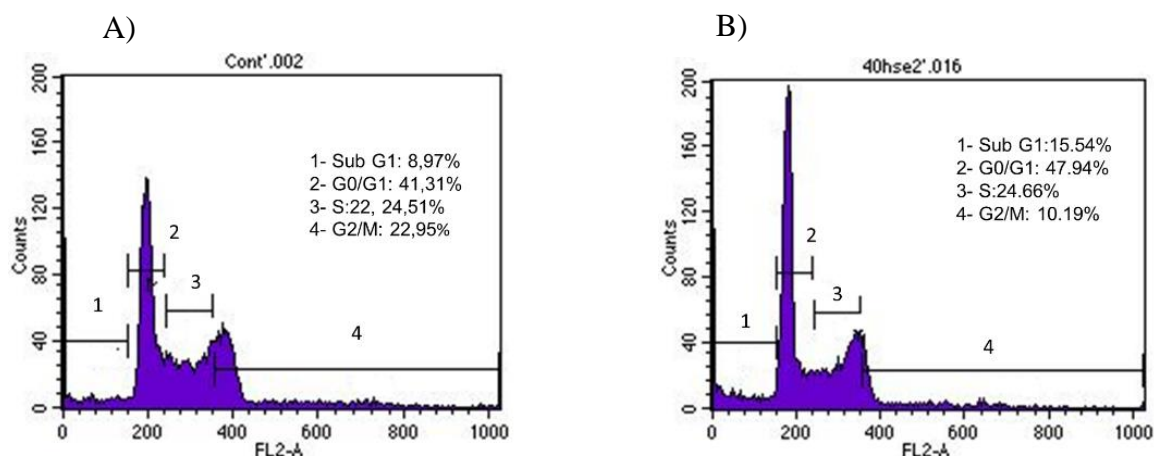 A)
Cont'.002
200
160
120
80
40
0
Counts
1- Sub G1: 8,97%
2- G0/G1: 41,31%
3- S:22, 24,51%
4- G2/M: 22,95%
1
2
3
4
0 200 400 600 800 1000
FL2-A
B)
40hse2'.016
200
160
120
80
40
0
Counts
1- Sub G1:15.54%
2- G0/G1: 47.94%
3- S:24.66%
4- G2/M: 10.19%
1
2
3
4
0 200 400 600 800 1000
FL2-A